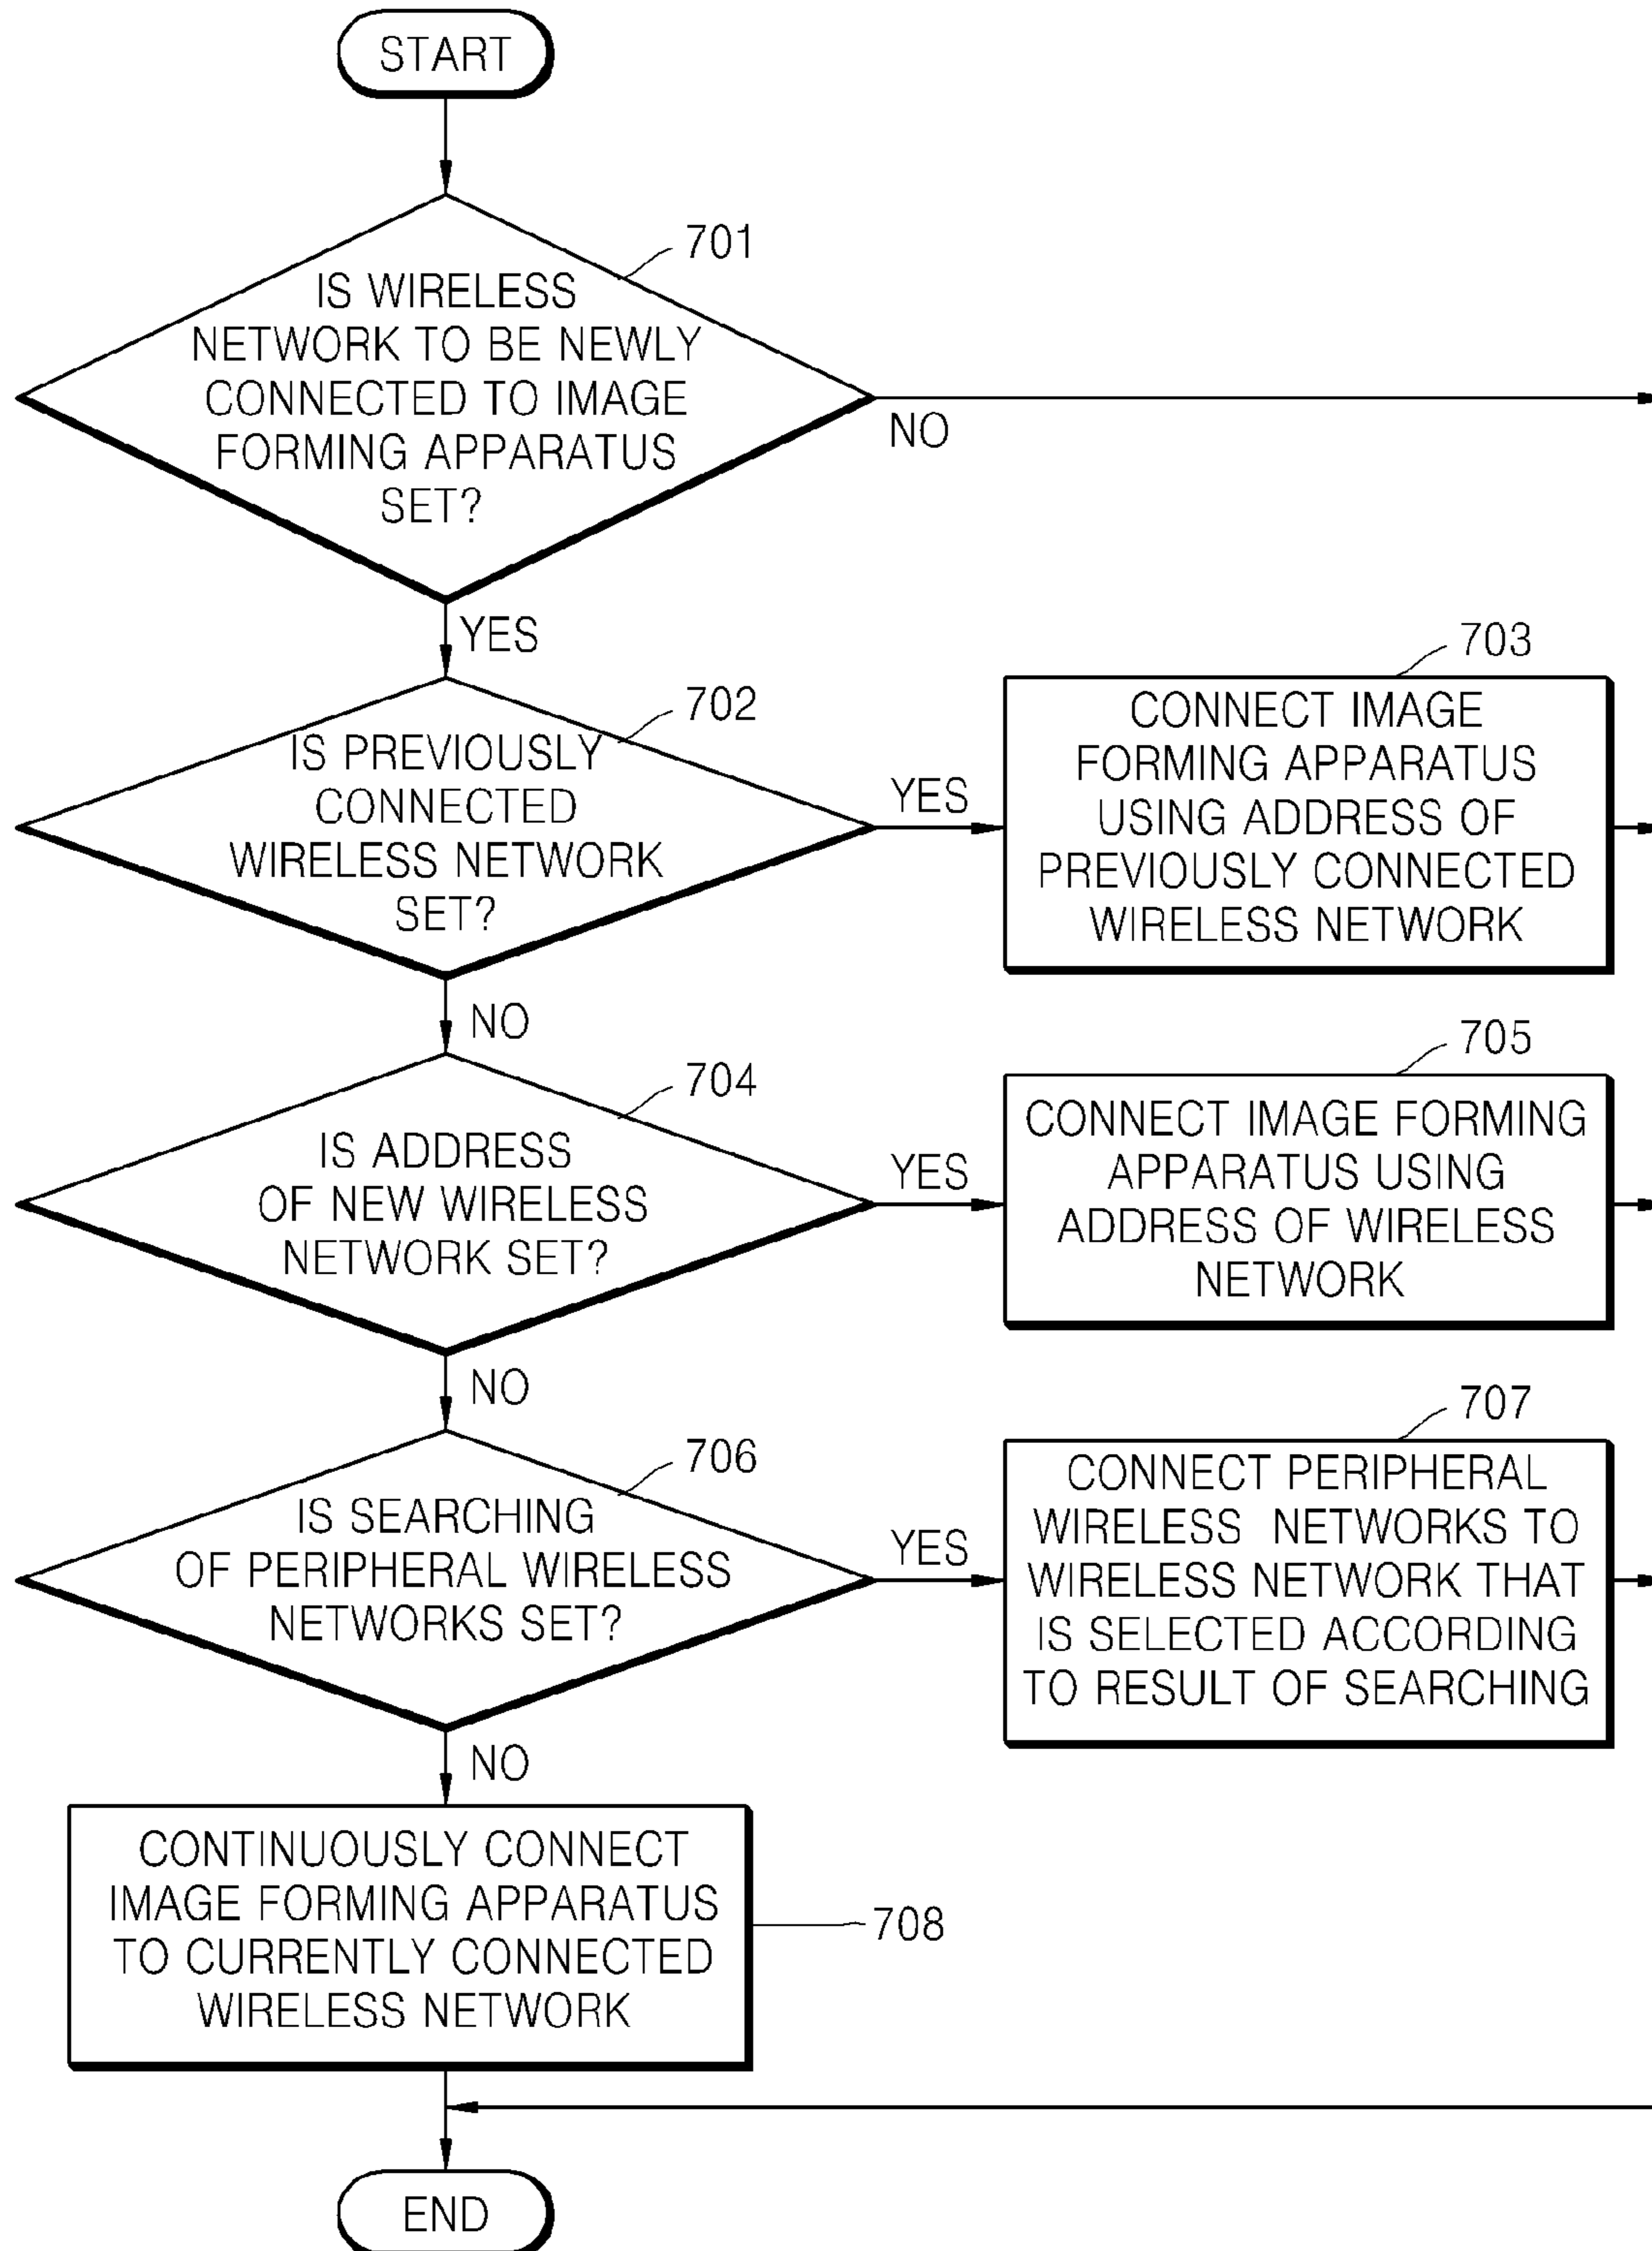 START
701
IS WIRELESS
NETWORK TO BE NEWLY
CONNECTED TO IMAGE
FORMING APPARATUS
SET?
NO
YES
702
IS PREVIOUSLY
CONNECTED
WIRELESS NETWORK
SET?
YES
703
CONNECT IMAGE
FORMING APPARATUS
USING ADDRESS OF
PREVIOUSLY CONNECTED
WIRELESS NETWORK
NO
704
IS ADDRESS
OF NEW WIRELESS
NETWORK SET?
YES
705
CONNECT IMAGE FORMING
APPARATUS USING
ADDRESS OF WIRELESS
NETWORK
NO
706
IS SEARCHING
OF PERIPHERAL WIRELESS
NETWORKS SET?
YES
707
CONNECT PERIPHERAL
WIRELESS NETWORKS TO
WIRELESS NETWORK THAT
IS SELECTED ACCORDING
TO RESULT OF SEARCHING
NO
CONTINUOUSLY CONNECT
IMAGE FORMING APPARATUS
TO CURRENTLY CONNECTED
WIRELESS NETWORK
708
END